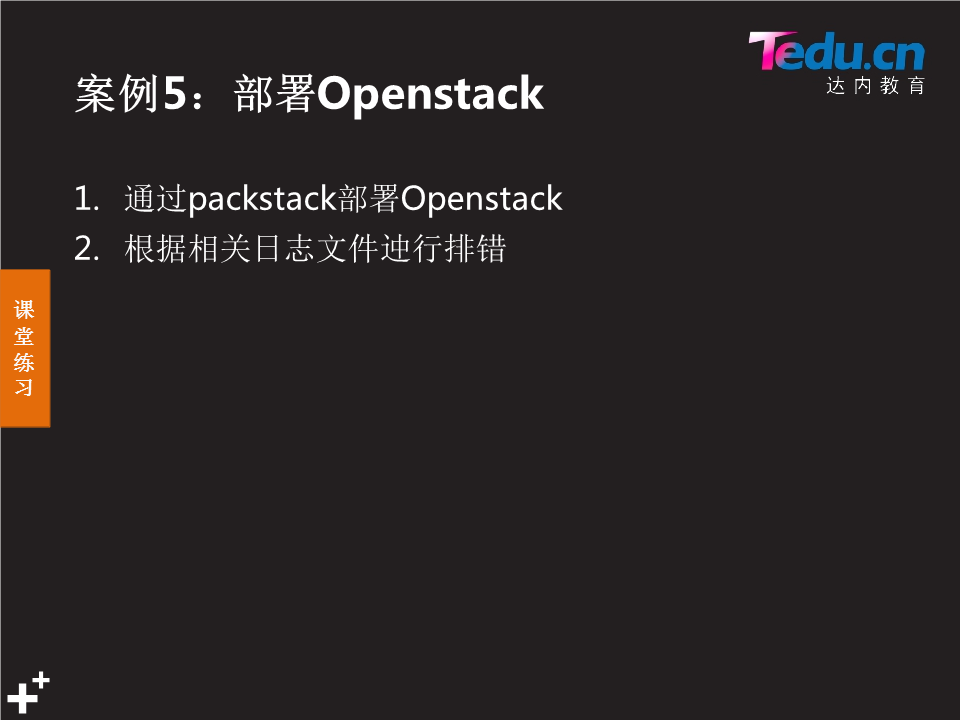 Tedu.cn
达内教育
案例5：部署Openstack
1. 通过packstack部署Openstack
2. 根据相关日志文件迚行排错
课
堂
练
习